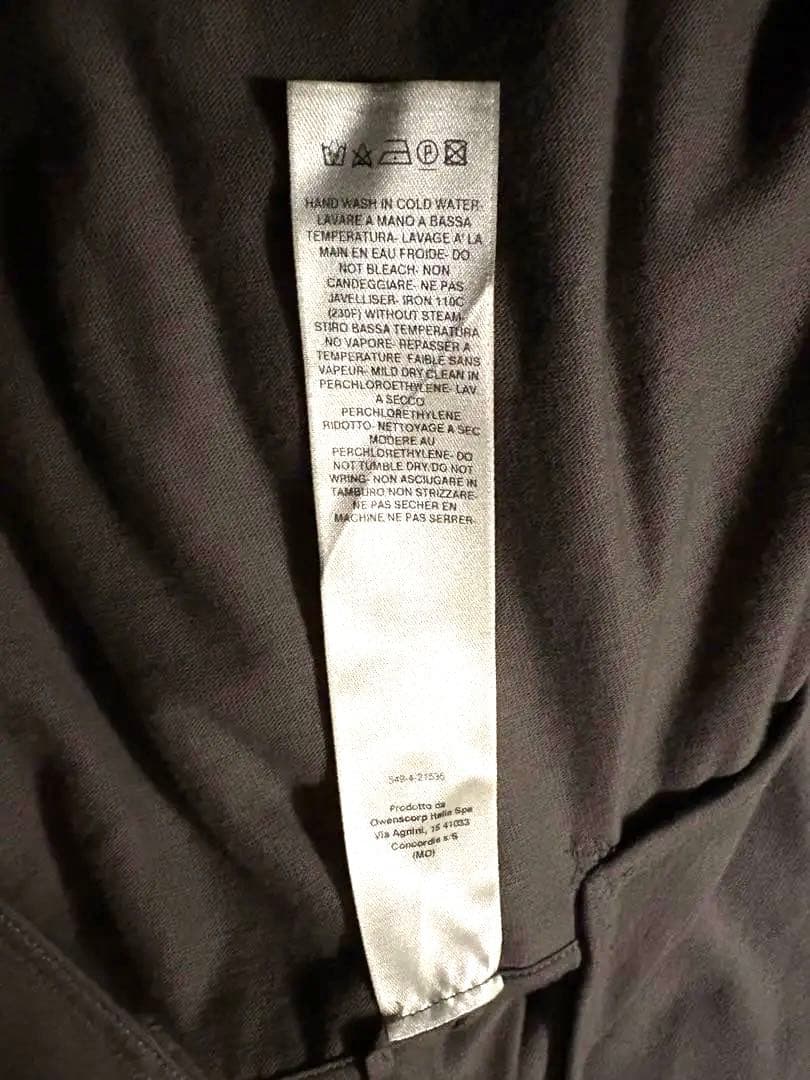 HAND WASH IN COLD WATER-
LAVARE A MANO A BASSA
TEMPERATURA- LAVAGE A' LA
MAIN EN EAU FROIDE- DO
NOT BLEACH- NON
CANDEGGIARE- NE PAS
JAVELLISER- IRON 110C
(230F) WITHOUT STEAM-
STIRO BASSA TEMPERATURA
NO VAPORE- REPASSER A
TEMPERATURE FAIBLE SANS
VAPEUR- MILD DRY CLEAN IN
PERCHLOROETHYLENE- LAV.
A SECCO
PERCHLORETHYLENE
RIDOTTO- NETTOYAGE A SEC
MODERE AU
PERCHLORETHYLENE- DO
NOT TUMBLE DRY/DO NOT
WRING- NON ASCIUGARE IN
TAMBURO NON STRIZZARE-
NE PAS SECHER EN
MACHINE NE PAS SERRER-
549-4-21536
Prodotto da
Owenscorp Italia Spa
Via Agnini, 15 41033
Concordia s/S
(MO)